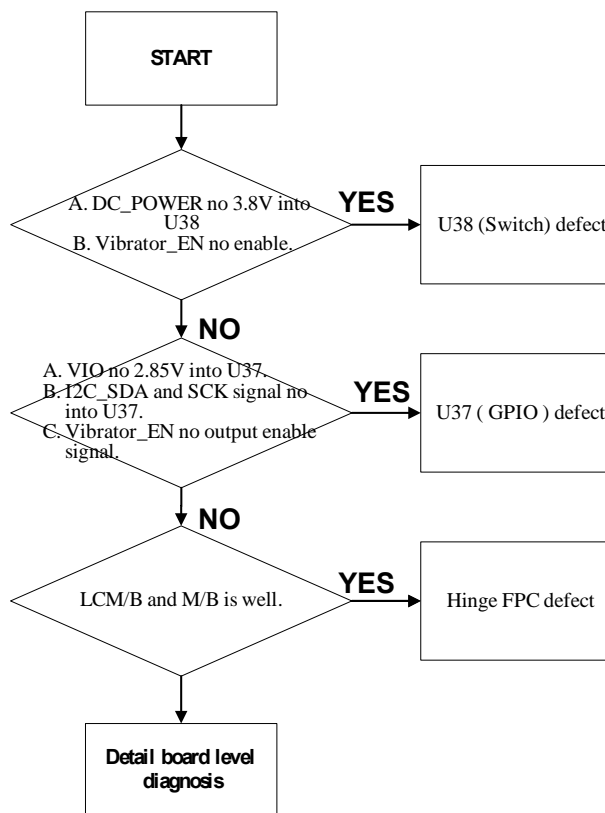 START
A. DC_POWER no 3.8V into
U38
B. Vibrator_EN no enable.
YES
U38 (Switch) defect
NO
A. VIO no 2.85V into U37.
B. I2C_SDA and SCK signal no
into U37.
C. Vibrator_EN no output enable
signal.
YES
U37 ( GPIO ) defect
NO
LCM/B and M/B is well.
YES
Hinge FPC defect
Detail board level
diagnosis